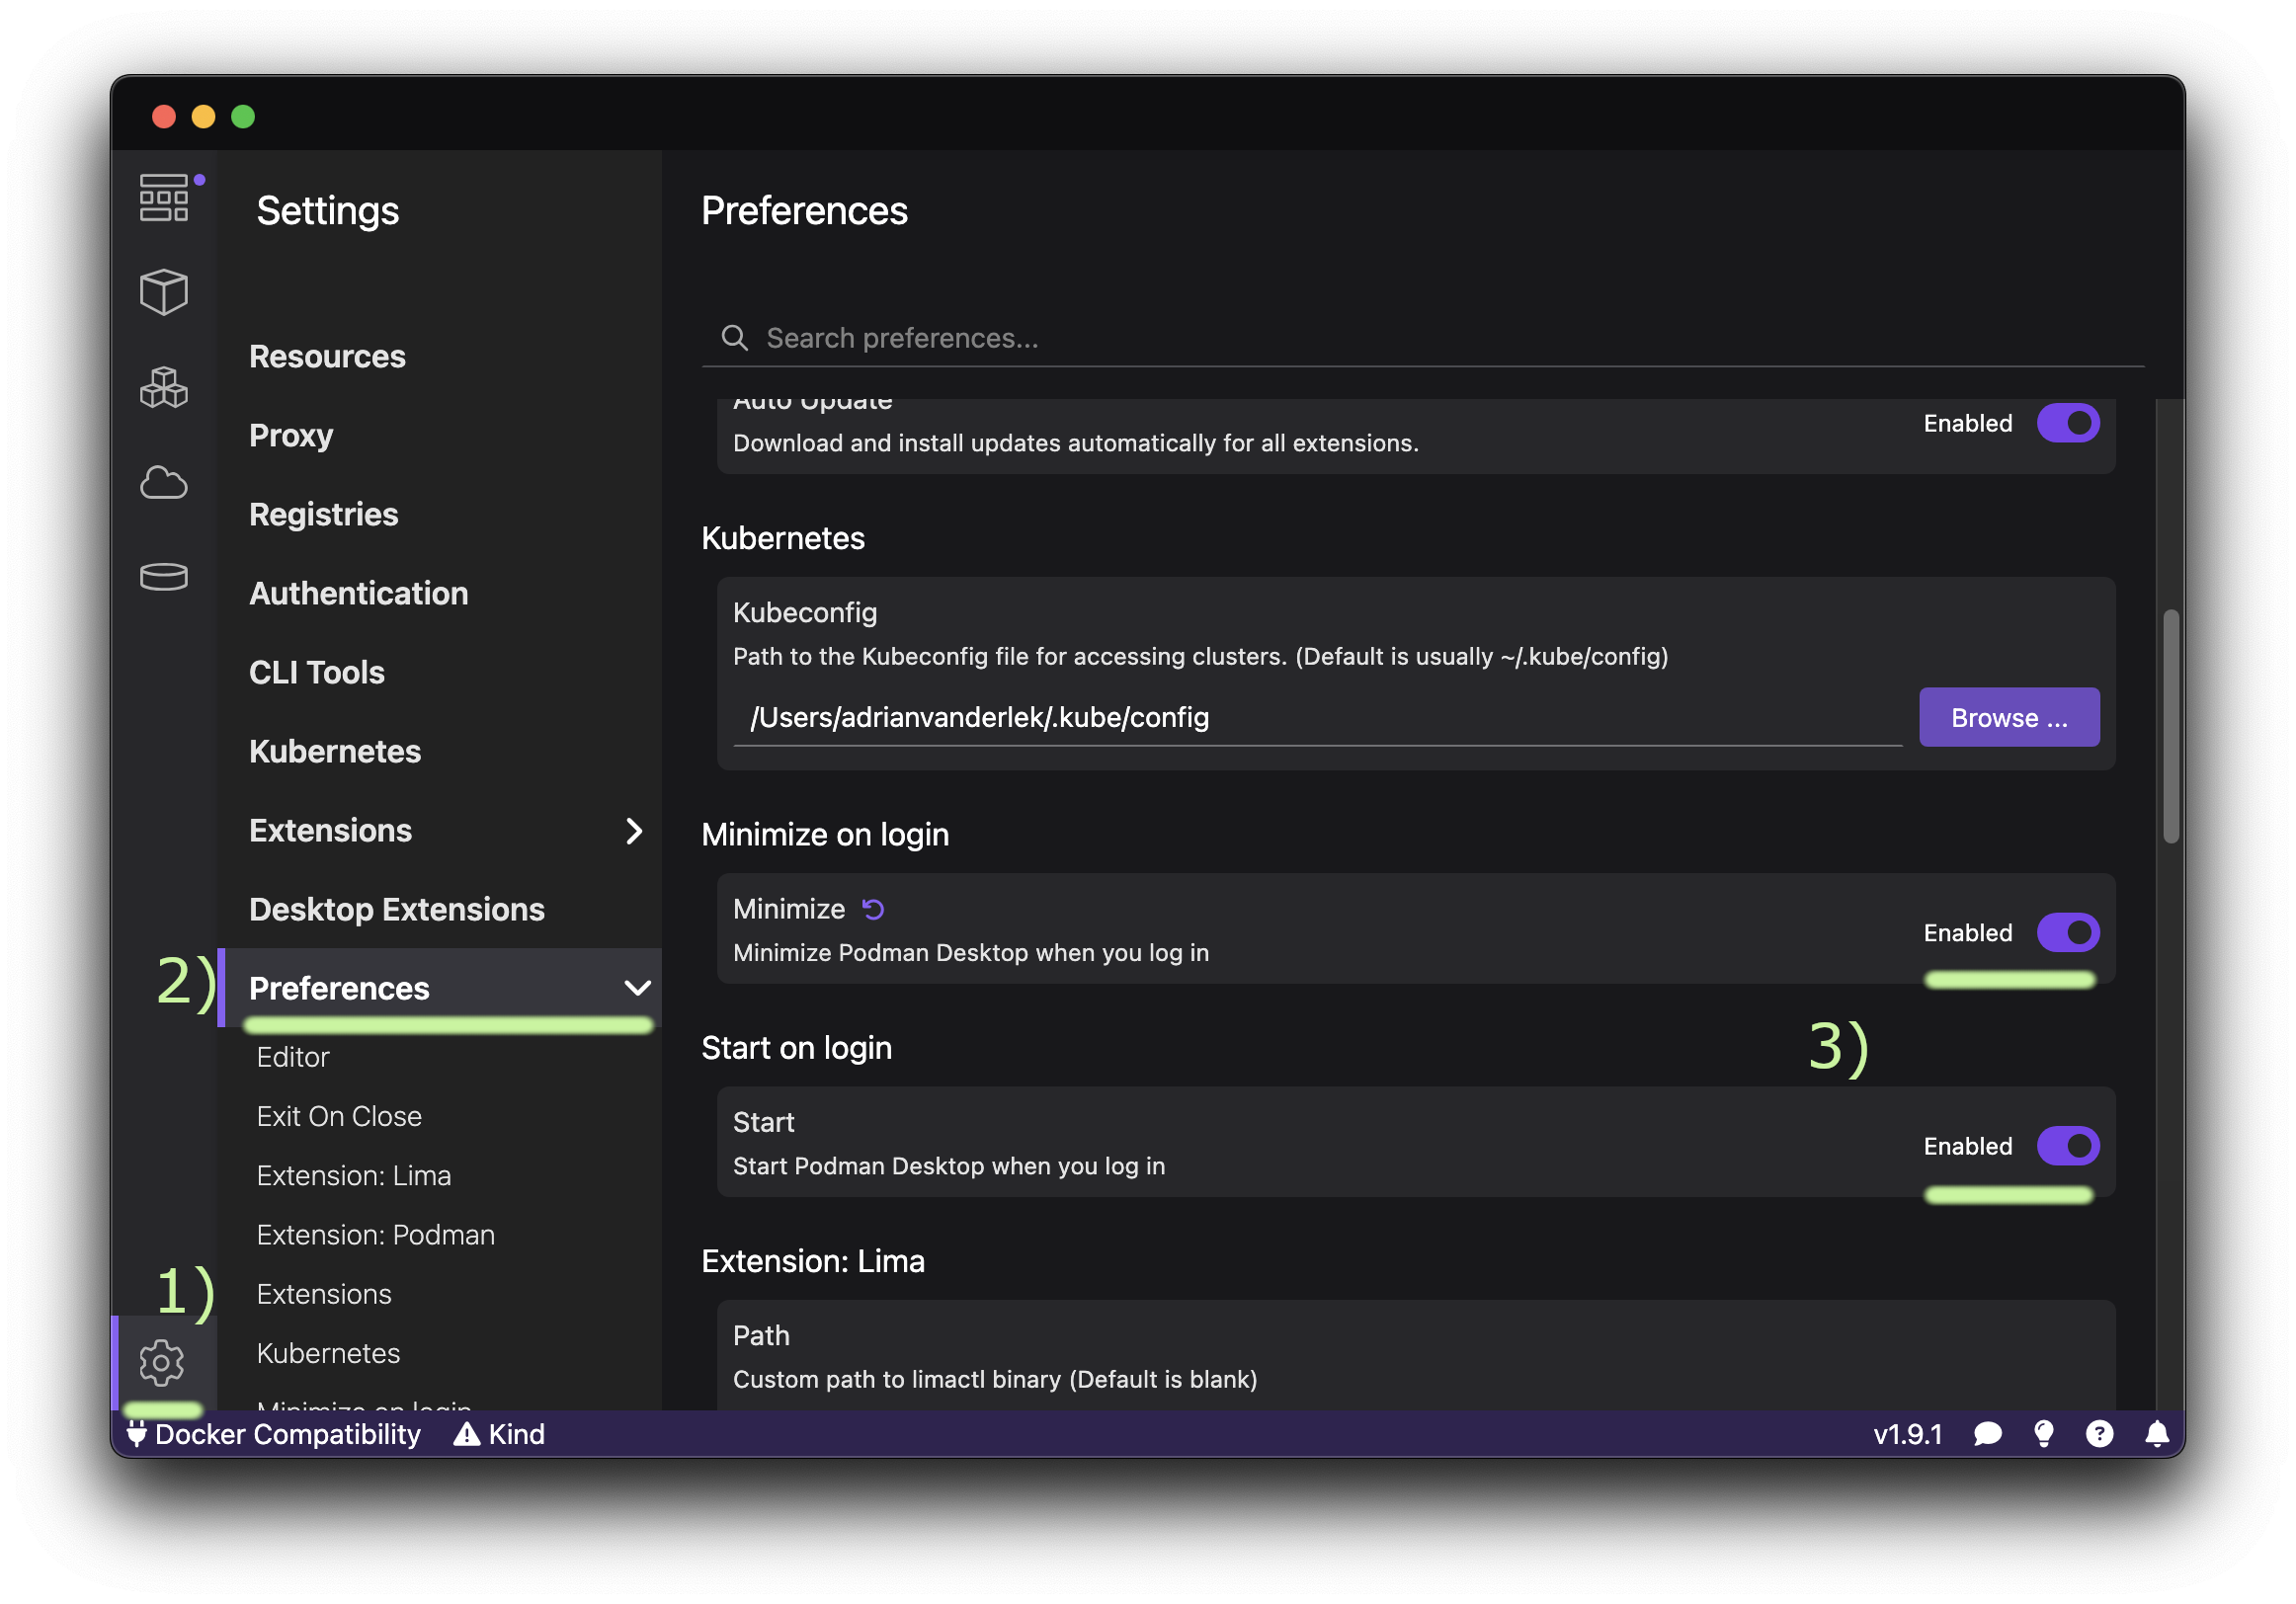 Settings
Resources
Proxy
Registries
Authentication
CLI Tools
Kubernetes
Extensions
Desktop Extensions
2)
Preferences
Editor
Exit On Close
Extension: Lima
Extension: Podman
1)
Extensions
Kubernetes
Minimize on login
Preferences
Search preferences...
Auto Update
Enabled
Download and install updates automatically for all extensions.
Kubernetes
Kubeconfig
Path to the Kubeconfig file for accessing clusters. (Default is usually ~/.kube/config)
/Users/adrianvanderlek/.kube/config
Browse ...
Minimize on login
Minimize
Enabled
Minimize Podman Desktop when you log in
Start on login
3)
Start
Enabled
Start Podman Desktop when you log in
Extension: Lima
Path
Custom path to limactl binary (Default is blank)
Docker Compatibility
Kind
v1.9.1